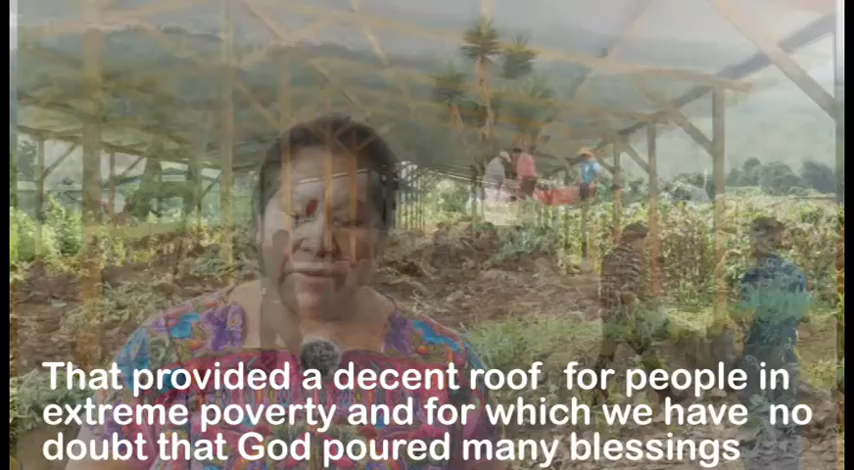 That provided a decent roof for people in
extreme poverty and for which we have no
doubt that God poured many blessings